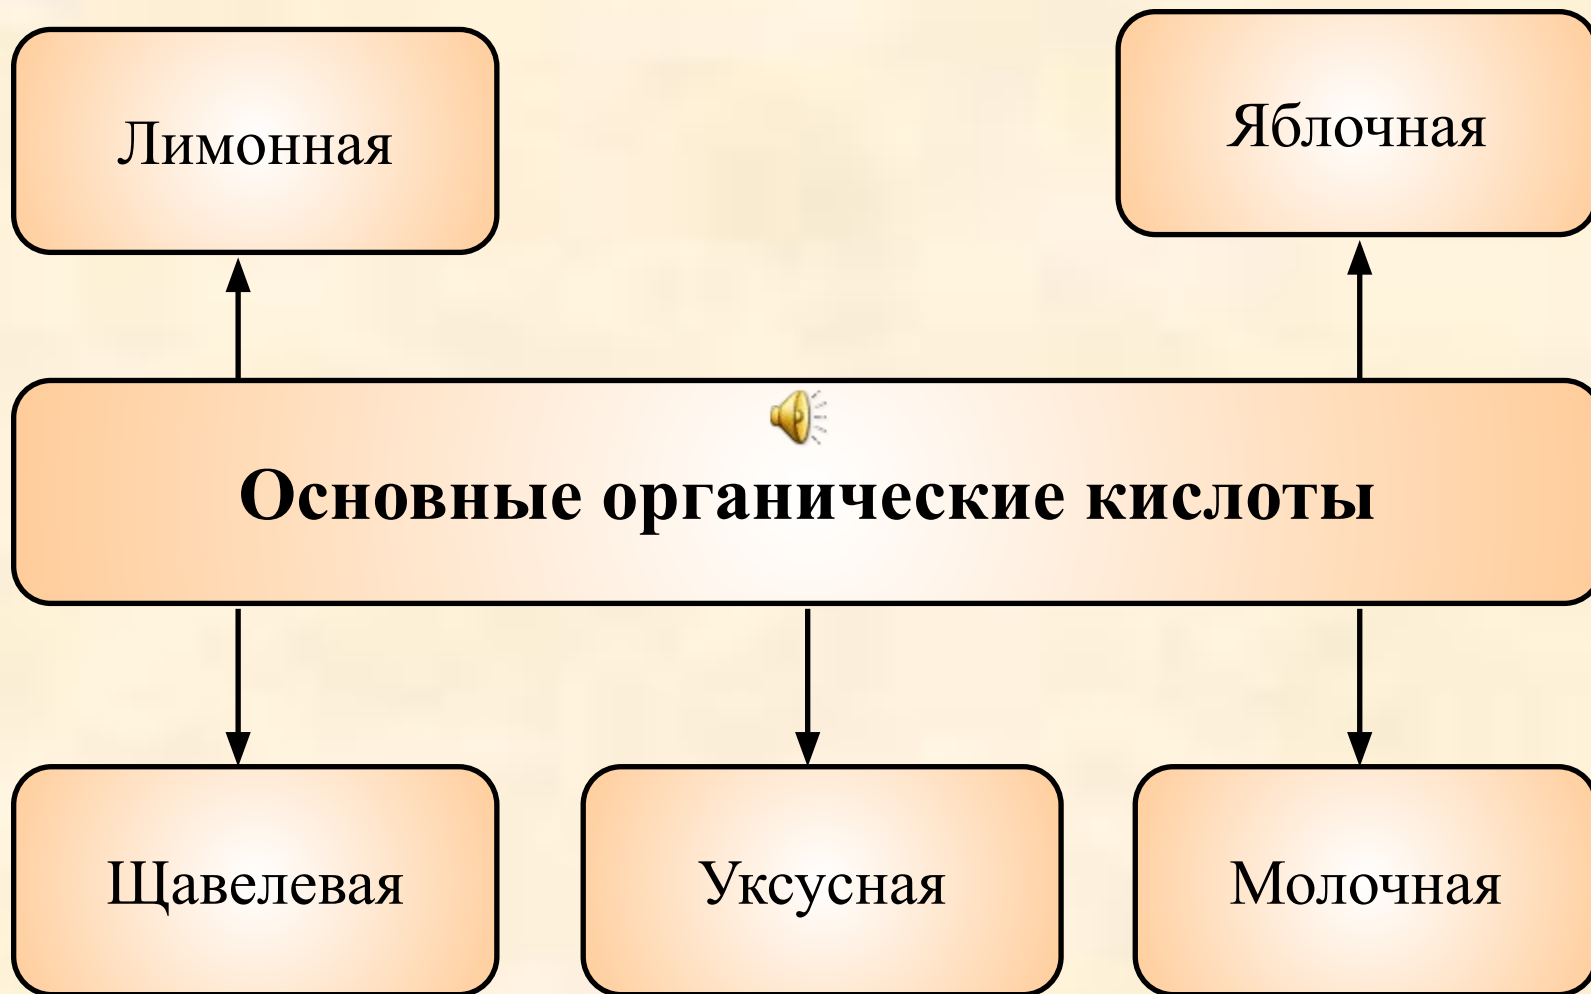 Лимонная
Яблочная
Основные органические кислоты
Щавелевая
Уксусная
Молочная